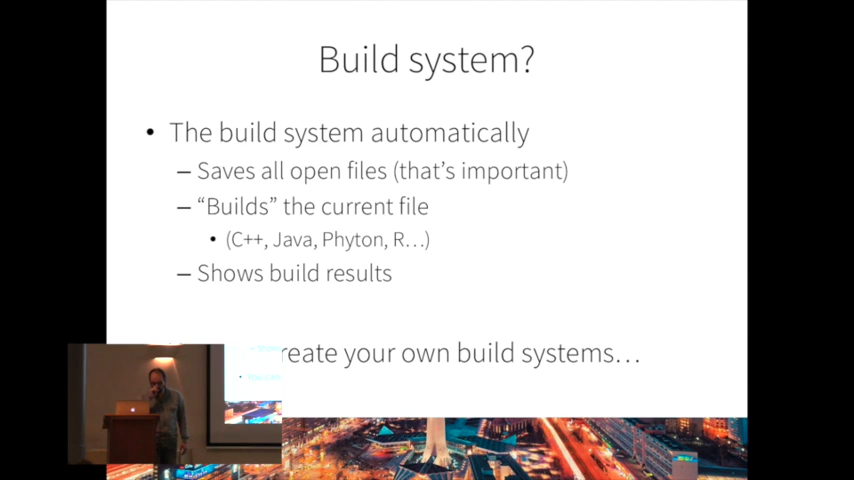 Build system?
• The build system automatically
– Saves all open files (that's important)
– “Builds” the current file
• (C++, Java, Phyton, R…)
– Shows build results
reate your own build systems…